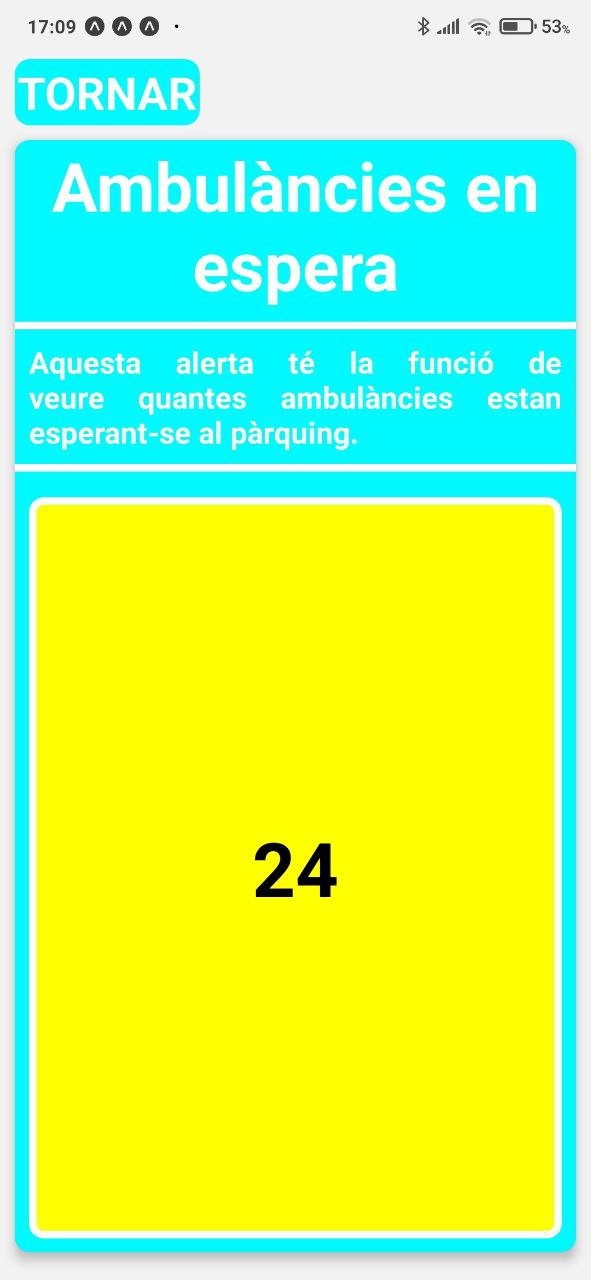 17:09 53%
TORNAR
Ambulàncies en
espera
Aquesta alerta té la funció de
veure quantes ambulàncies estan
esperant-se al pàrquing.
24